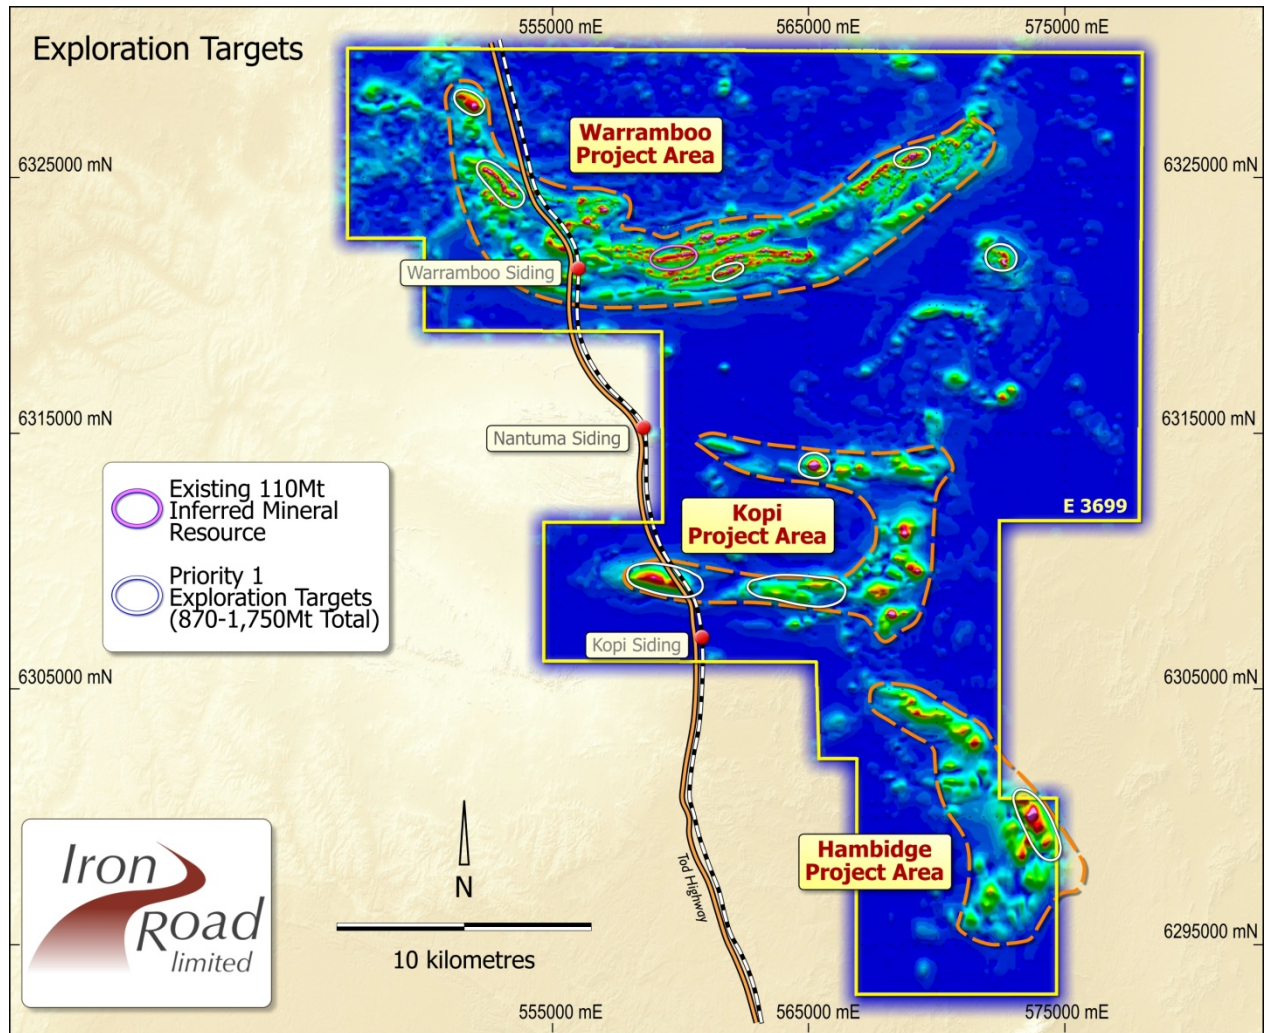 555000 mE
565000 mE
575000 mE
Exploration Targets
Warramboo
Project Area
6325000 mN
6325000 mN
Warramboo Siding
6315000 mN
6315000 mN
Nantuma Siding
Existing 110Mt
Inferred Mineral
Resource
Priority 1
Exploration Targets
(870-1,750Mt Total)
Kopi
Project Area
E 3699
Kopi Siding
6305000 mN
6305000 mN
Hambidge
Project Area
Tod Highway
Iron
Road
limited
N
10 kilometres
6295000 mN
555000 mE
565000 mE
575000 mE